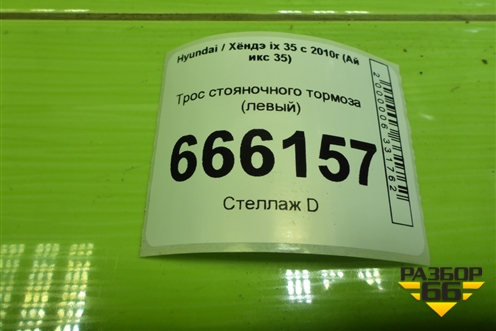 Hyundai / Хёндэ ix 35 с 2010г (Ай
икс 35)
Трос стояночного тормоза
(левый)
666157
Стеллаж D
2000006331762
РАЗБОР
66